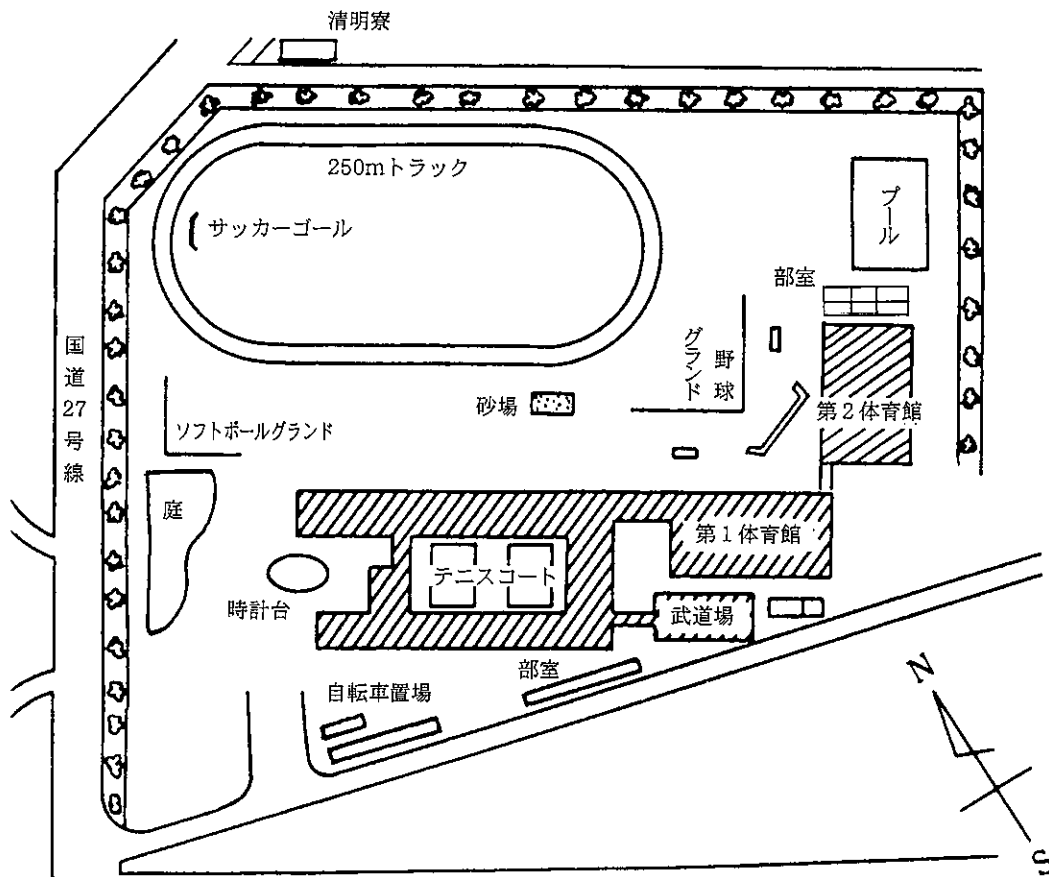 清明寮
250mトラック
サッカーゴール
プール
部室
国道27号線
野球
グランド
砂場
第2体育館
ソフトボールグランド
庭
第1体育館
テニスコート
時計台
武道場
部室
自転車置場
N
S